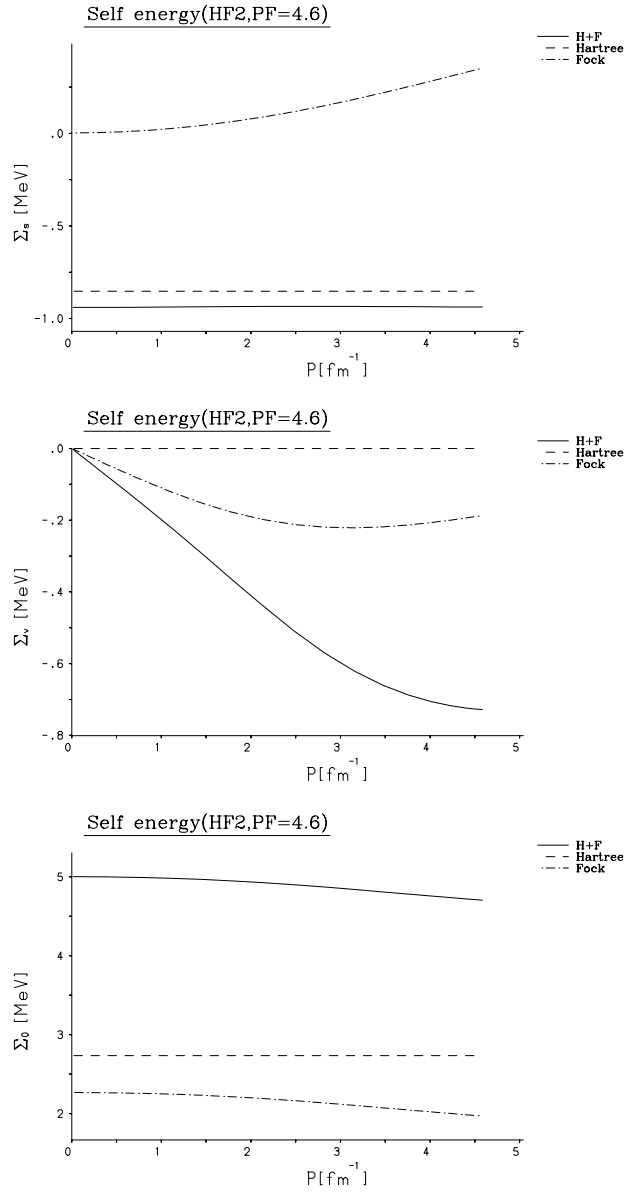 Self energy(HF2,PF=4.6)
H+F
Hartree
Fock
.0
-.5
-1.0
Σs [MeV]
0 1 2 3 4 5
P[fm⁻¹]
Self energy(HF2,PF=4.6)
H+F
Hartree
Fock
.0
-.2
-.4
-.6
-.8
Σv [MeV]
0 1 2 3 4 5
P[fm⁻¹]
Self energy(HF2,PF=4.6)
H+F
Hartree
Fock
5
4
3
2
Σ0 [MeV]
0 1 2 3 4 5
P[fm⁻¹]